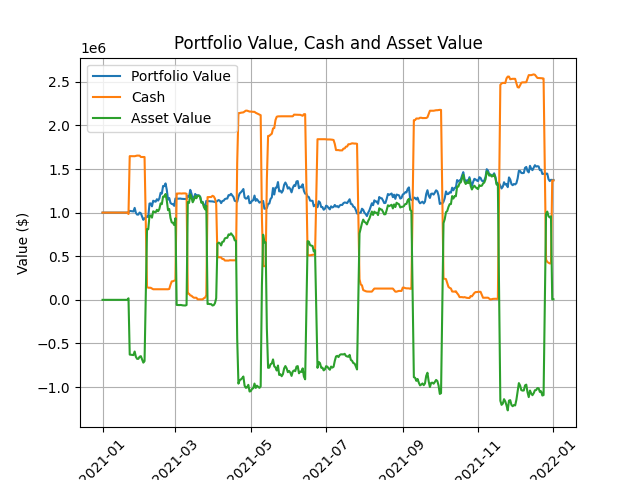 Portfolio Value, Cash and Asset Value
1e6
Portfolio Value
Cash
Asset Value
2.5
2.0
1.5
1.0
0.5
0.0
−0.5
−1.0
Value ($)
2021-01
2021-03
2021-05
2021-07
2021-09
2021-11
2022-01